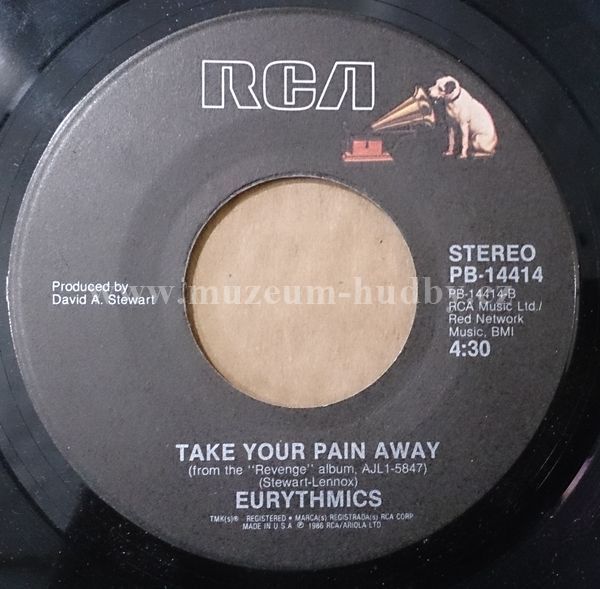 RCA
STEREO
PB-14414
Produced by
David A. Stewart
www.muzeum-hudby.cz
PB-14414-B
RCA Music Ltd./
Red Network
Music, BMI
4:30
TAKE YOUR PAIN AWAY
(from the "Revenge" album, AJL1-5847)
(Stewart-Lennox)
EURYTHMICS
TMK(s) ® REGISTERED • MARCA(s) REGISTRADA(s) RCA CORP
MADE IN U.S.A. ℗ 1986 RCA/ARIOLA LTD